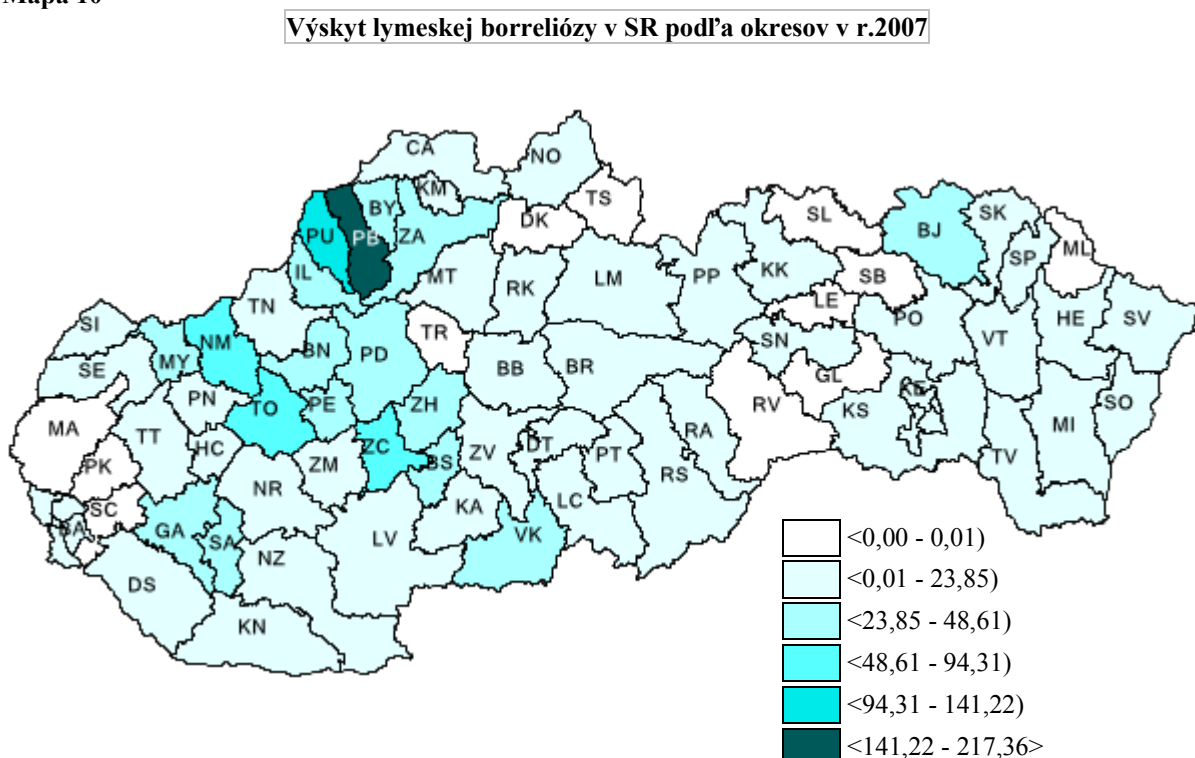 Mapa 10
Výskyt lymeskej borreliózy v SR podľa okresov v r.2007
CA
NO
KM
TS
BY
DK
SL
SK
PU
PB
ZA
BJ
ML
IL
MT
SP
TN
RK
LM
PP
KK
SB
SI
LE
PO
HE
SV
NM
TR
MY
BN
PD
SN
VT
SE
BB
BR
GL
PN
TO
PE
ZH
RV
KS
KE
SO
MA
TT
HC
ZC
ZV
DT
PT
RA
MI
PK
ZM
BS
TV
NR
RS
SC
KA
LC
BA
GA
SA
NZ
LV
VK
DS
KN
<0,00 - 0,01)
<0,01 - 23,85)
<23,85 - 48,61)
<48,61 - 94,31)
<94,31 - 141,22)
<141,22 - 217,36>